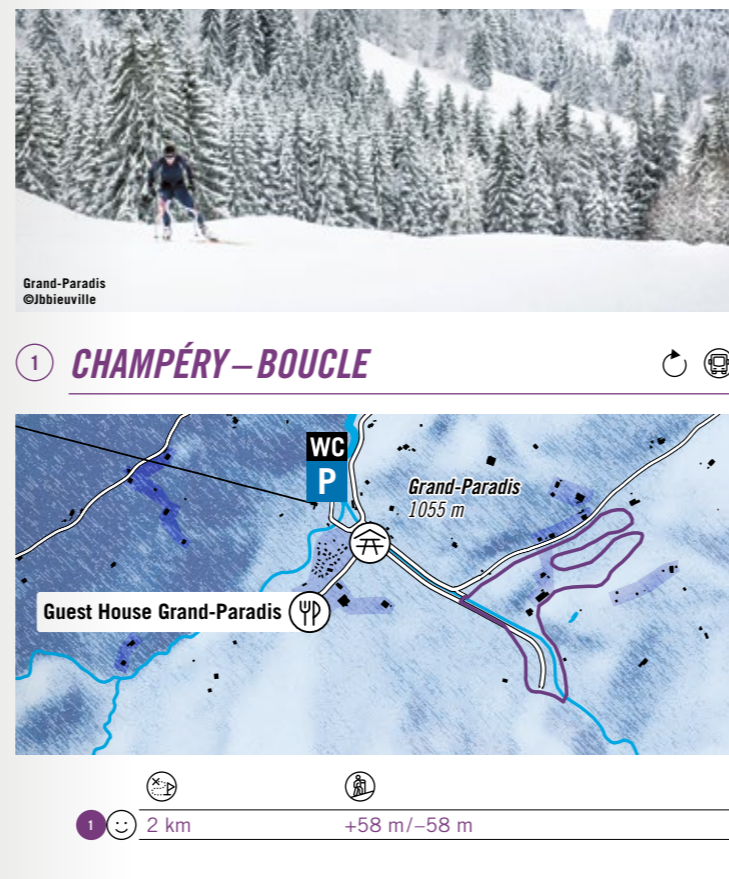 Grand-Paradis
©Jbbieuville
1 CHAMPÉRY – BOUCLE
WC
P
Grand-Paradis
1055 m
Guest House Grand-Paradis
1 2 km +58 m/–58 m